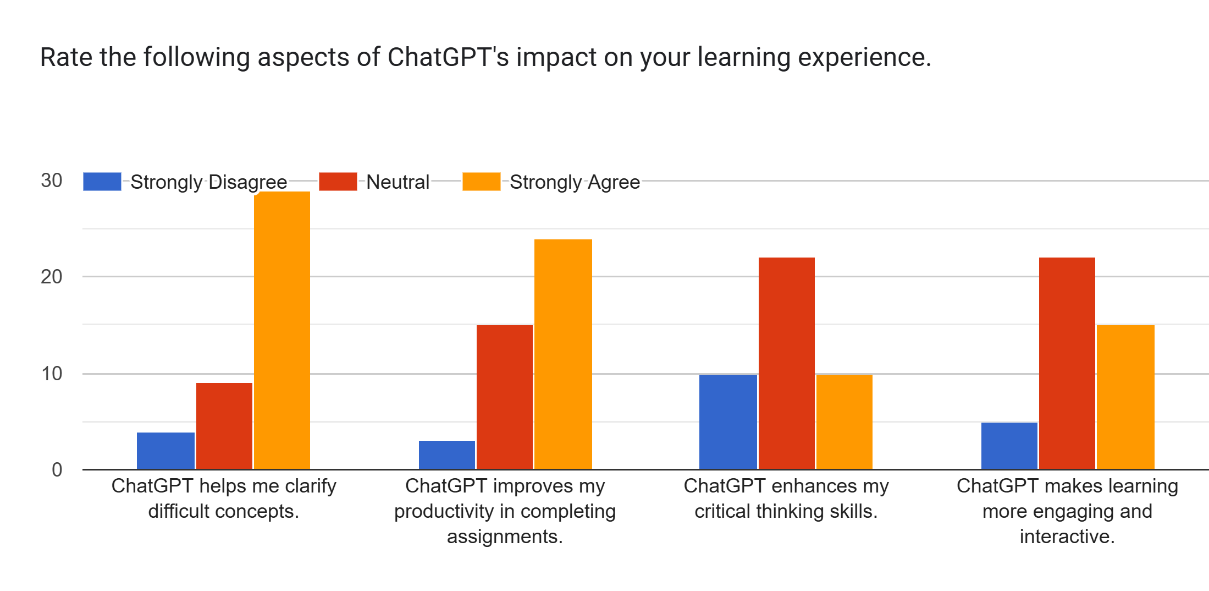 Rate the following aspects of ChatGPT's impact on your learning experience.
30
Strongly Disagree
Neutral
Strongly Agree
20
10
0
ChatGPT helps me clarify
difficult concepts.
ChatGPT improves my
productivity in completing
assignments.
ChatGPT enhances my
critical thinking skills.
ChatGPT makes learning
more engaging and
interactive.